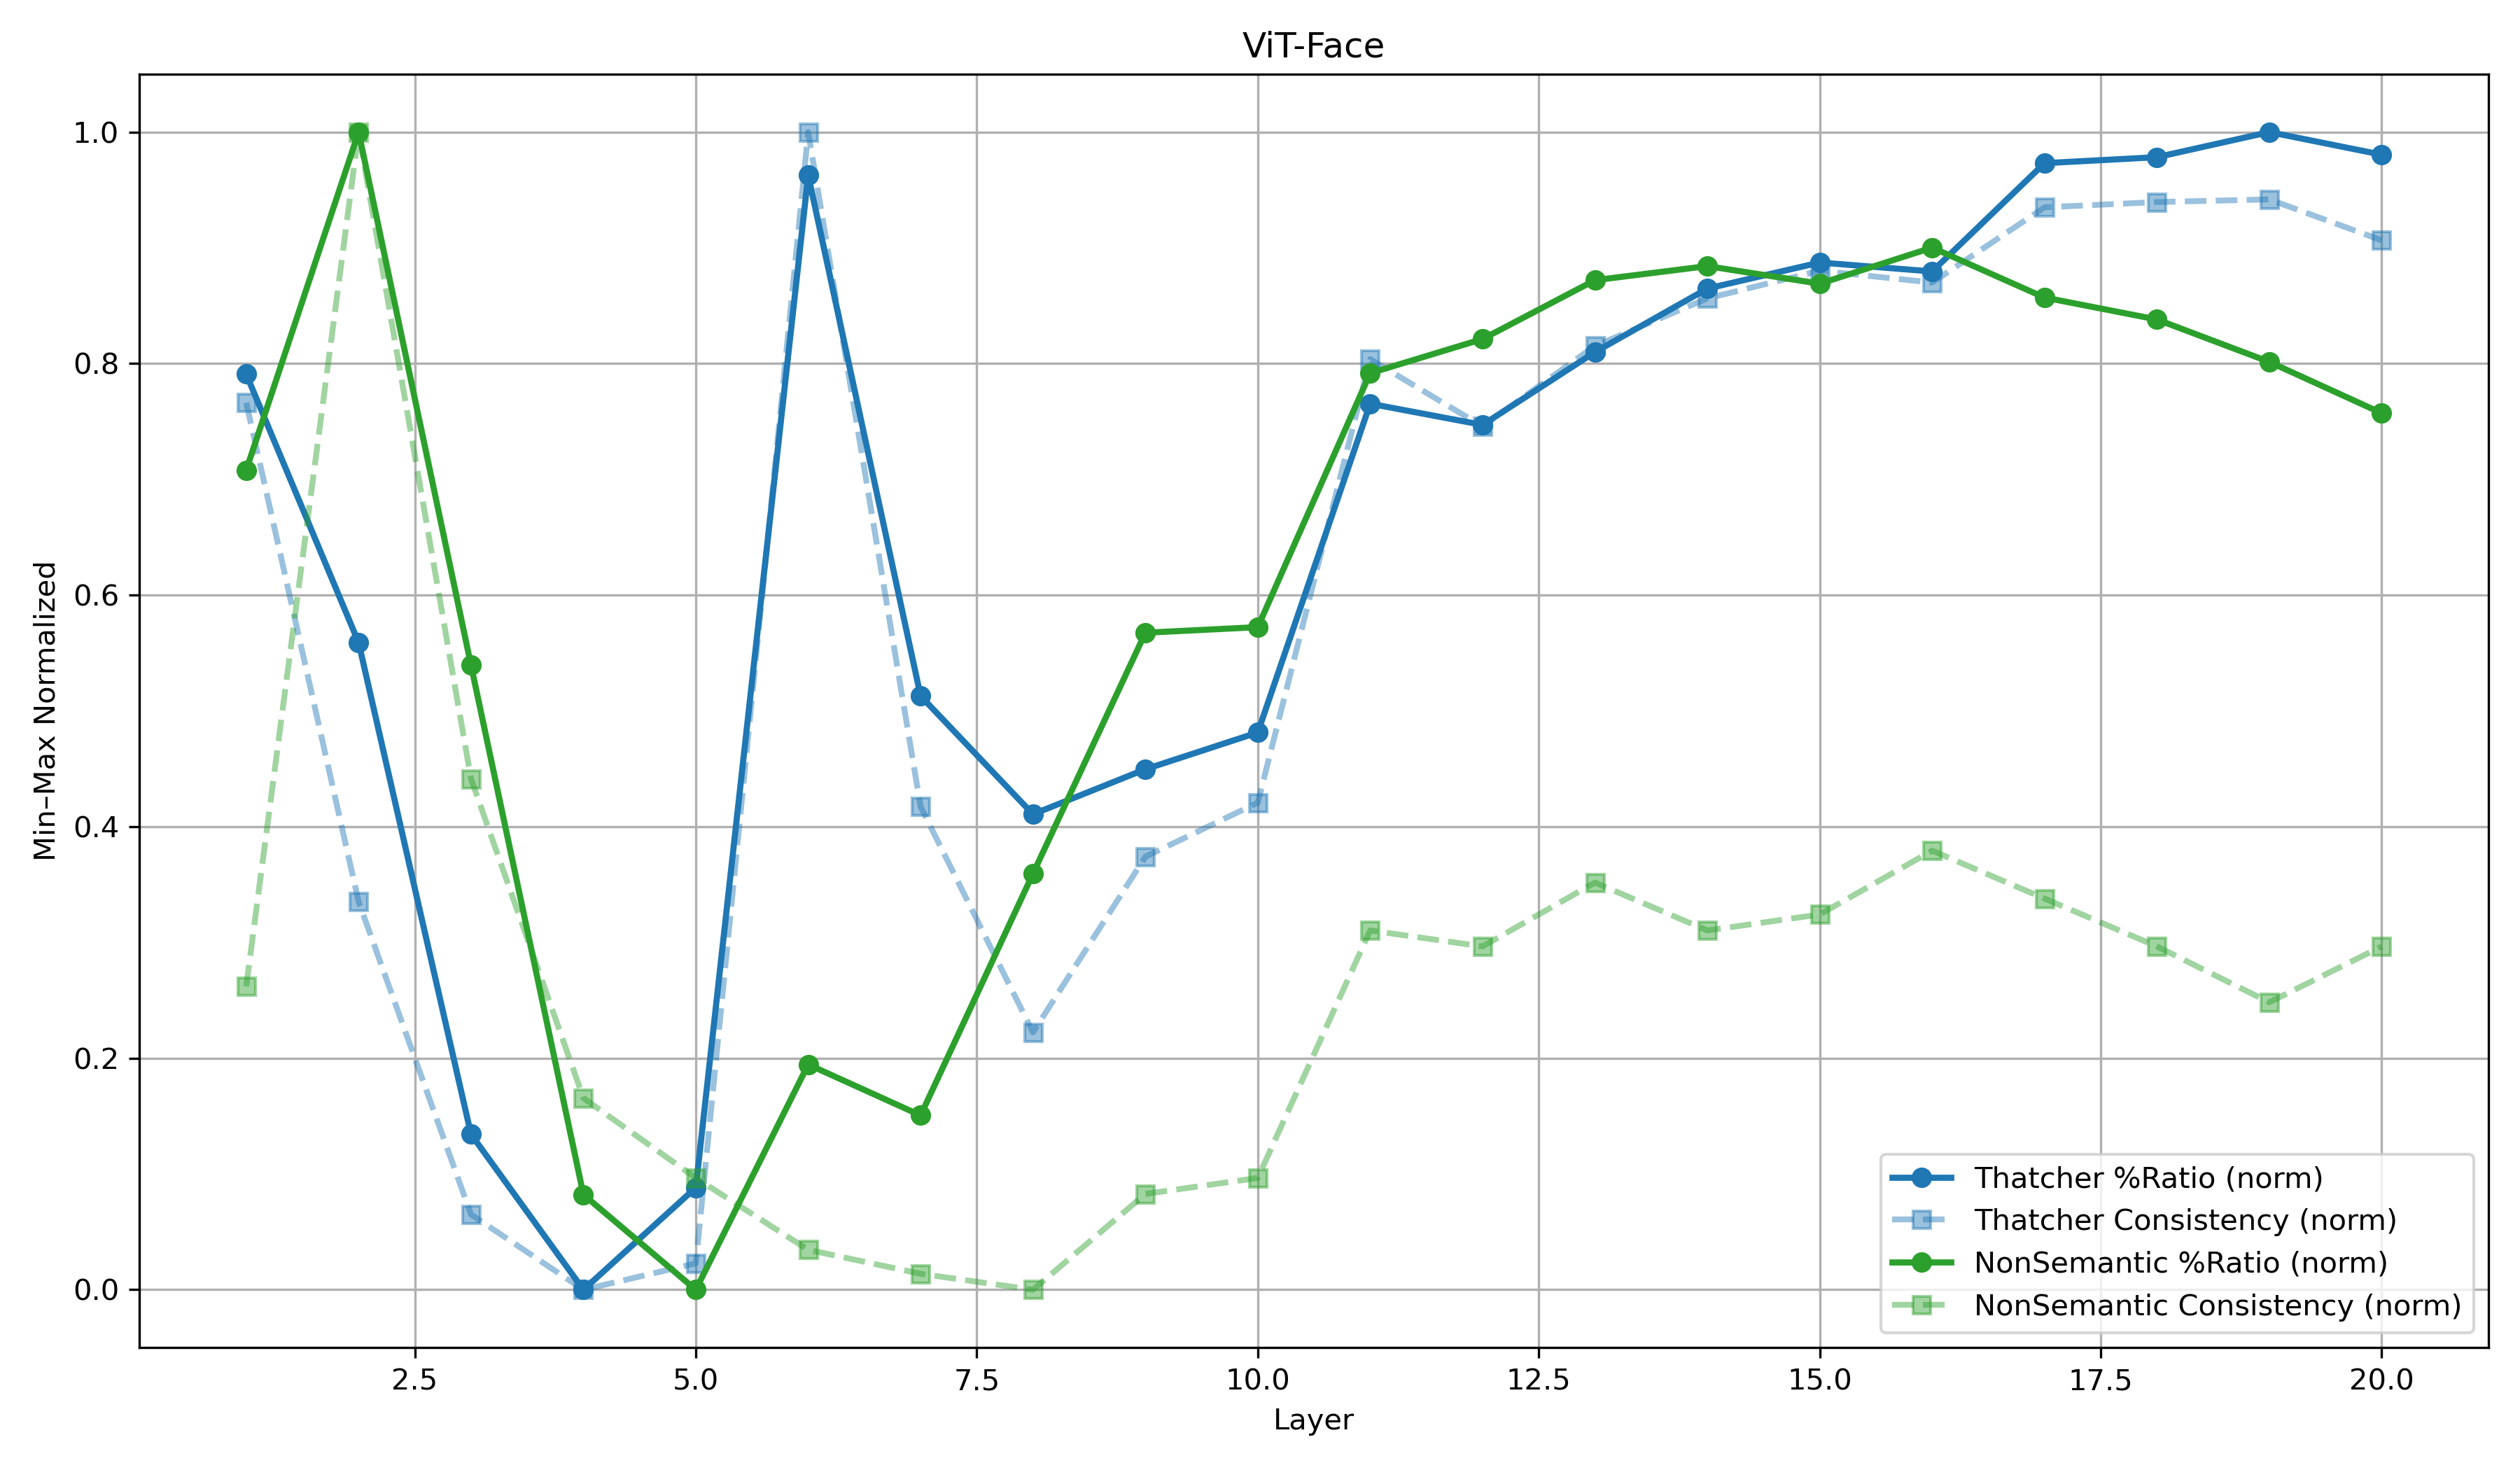 ViT-Face
Min–Max Normalized
1.0
0.8
0.6
0.4
0.2
0.0
2.5
5.0
7.5
10.0
12.5
15.0
17.5
20.0
Layer
Thatcher %Ratio (norm)
Thatcher Consistency (norm)
NonSemantic %Ratio (norm)
NonSemantic Consistency (norm)